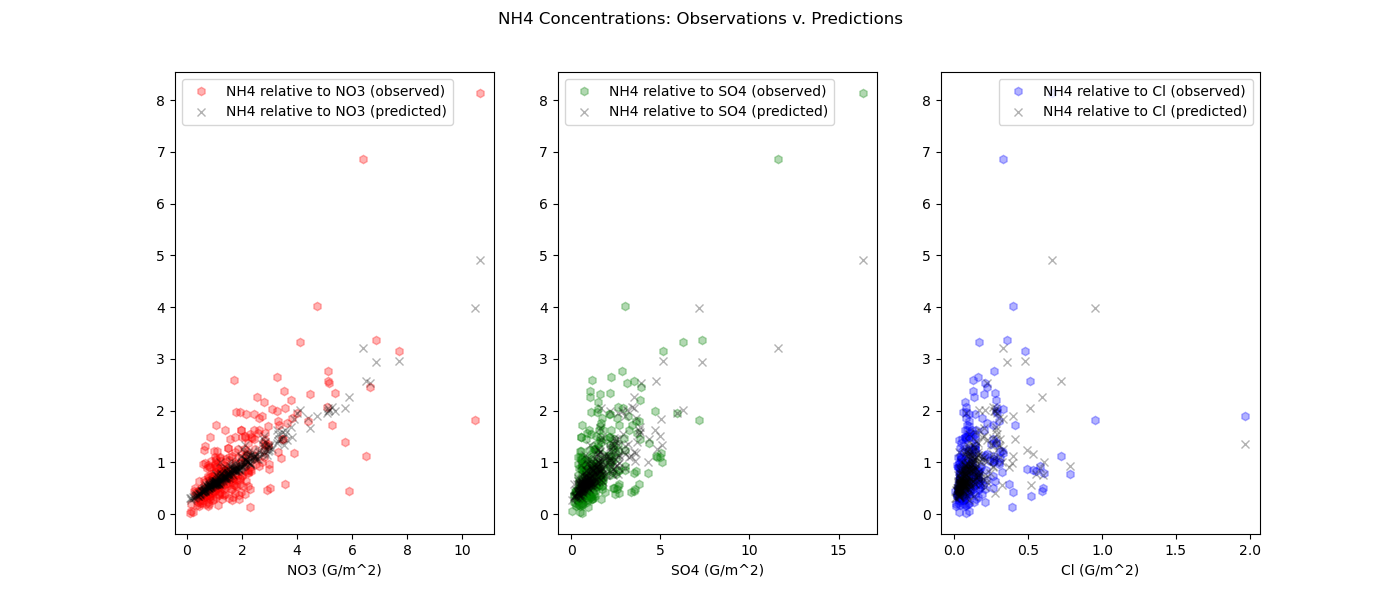 NH4 Concentrations: Observations v. Predictions
NH4 relative to NO3 (observed)
NH4 relative to NO3 (predicted)
8
7
6
5
4
3
2
1
0
0 2 4 6 8 10
NO3 (G/m^2)
NH4 relative to SO4 (observed)
NH4 relative to SO4 (predicted)
8
7
6
5
4
3
2
1
0
0 5 10 15
SO4 (G/m^2)
NH4 relative to Cl (observed)
NH4 relative to Cl (predicted)
8
7
6
5
4
3
2
1
0
0.0 0.5 1.0 1.5 2.0
Cl (G/m^2)